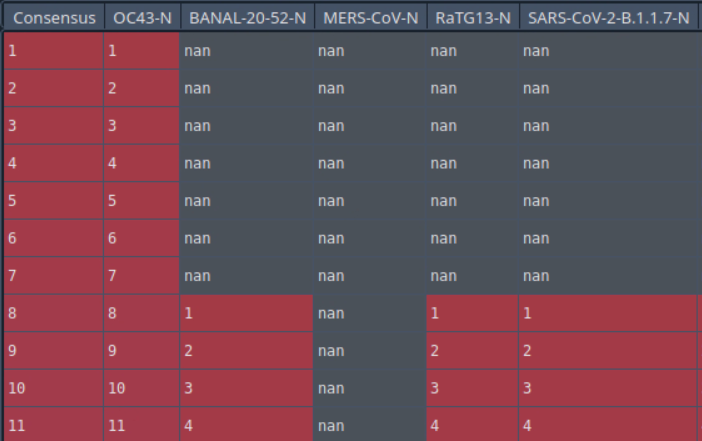 Consensus OC43-N BANAL-20-52-N MERS-CoV-N RaTG13-N SARS-CoV-2-B.1.1.7-N
1 1 nan nan nan nan
2 2 nan nan nan nan
3 3 nan nan nan nan
4 4 nan nan nan nan
5 5 nan nan nan nan
6 6 nan nan nan nan
7 7 nan nan nan nan
8 8 1 nan 1 1
9 9 2 nan 2 2
10 10 3 nan 3 3
11 11 4 nan 4 4